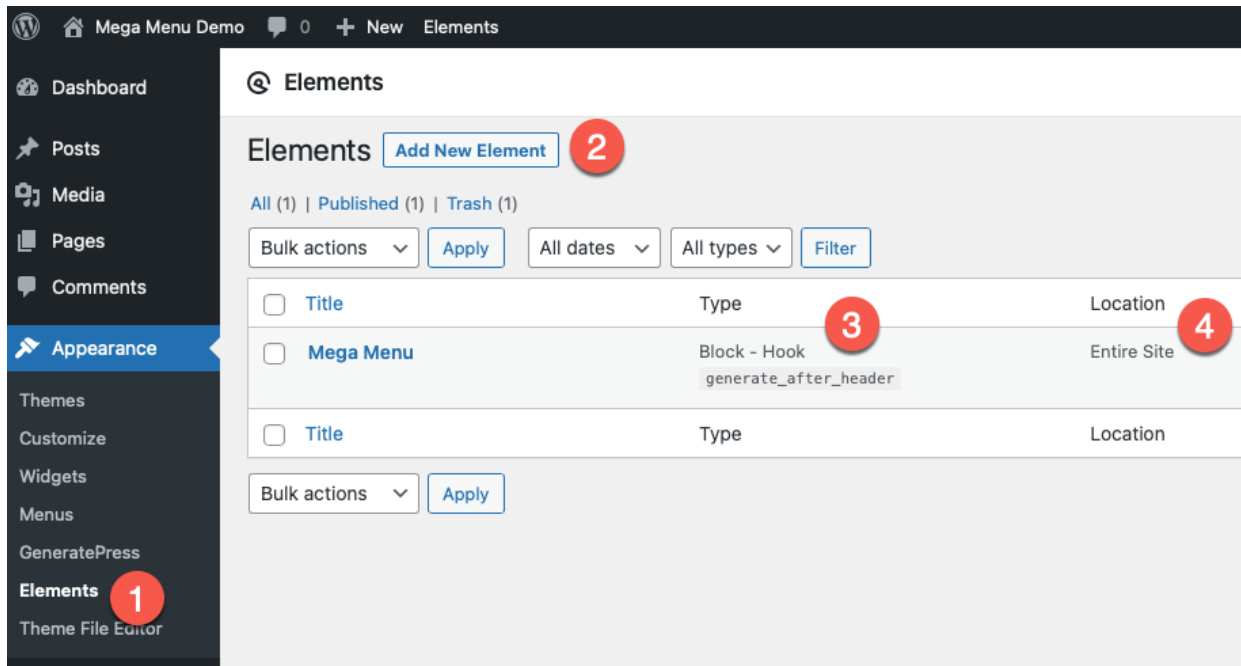 Mega Menu Demo 0 + New Elements
Dashboard
Posts
Media
Pages
Comments
Appearance
Themes
Customize
Widgets
Menus
GeneratePress
Elements 1
Theme File Editor
Elements
Elements Add New Element 2
All (1) | Published (1) | Trash (1)
Bulk actions Apply All dates All types Filter
Title Type 3 Location 4
Mega Menu Block - Hook Entire Site
generate_after_header
Title Type Location
Bulk actions Apply